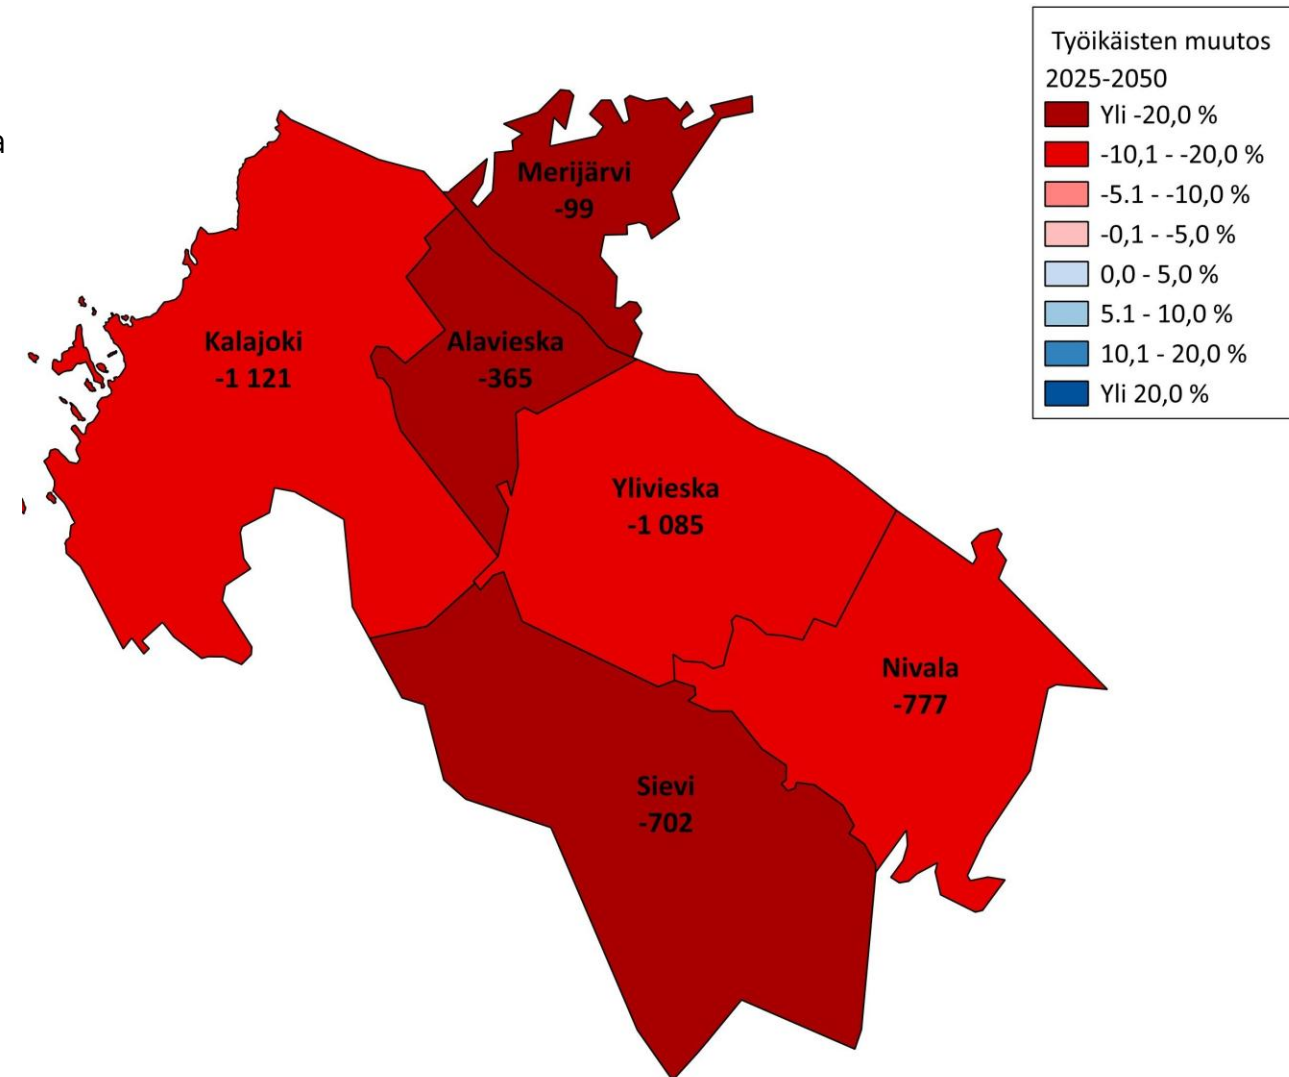 Työikäisten muutos
2025-2050
Yli -20,0 %
-10,1 - -20,0 %
-5.1 - -10,0 %
-0,1 - -5,0 %
0,0 - 5,0 %
5.1 - 10,0 %
10,1 - 20,0 %
Yli 20,0 %
a
Merijärvi
-99
Kalajoki
-1 121
Alavieska
-365
Ylivieska
-1 085
Nivala
-777
Sievi
-702